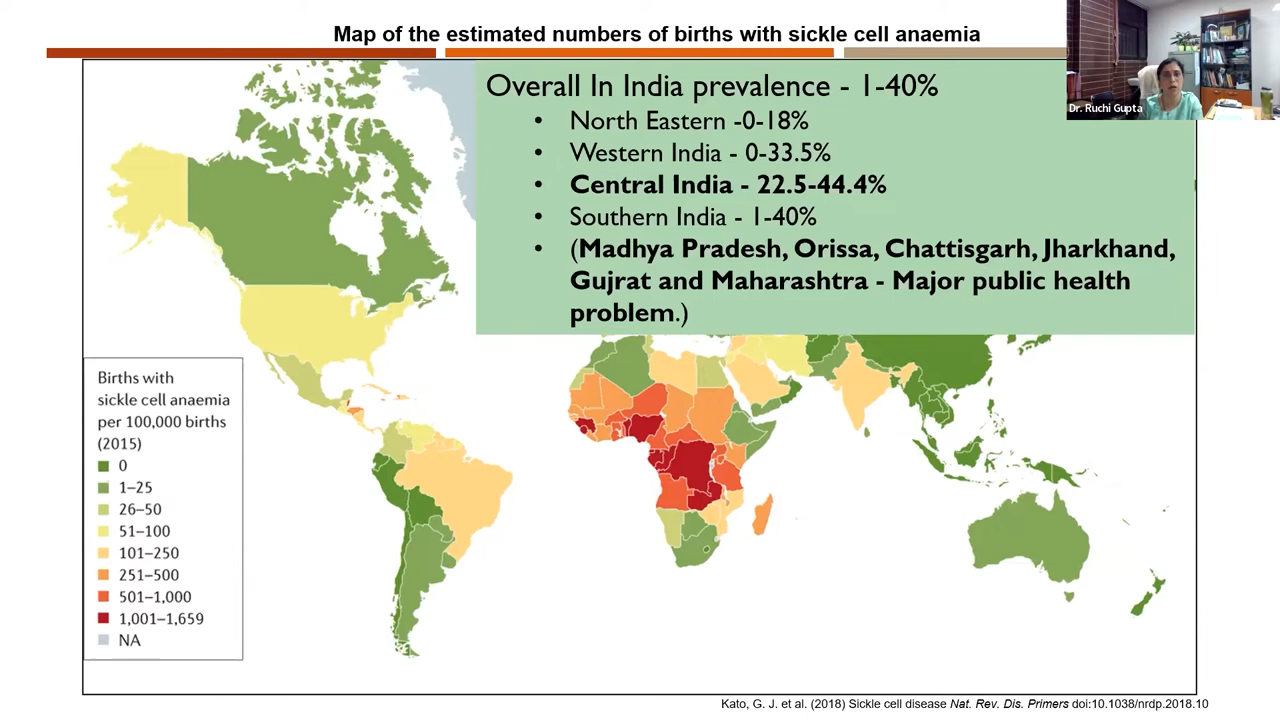 Map of the estimated numbers of births with sickle cell anaemia
Dr. Ruchi Gupta
Overall In India prevalence - 1-40%
• North Eastern -0-18%
• Western India - 0-33.5%
• Central India - 22.5-44.4%
• Southern India - 1-40%
• (Madhya Pradesh, Orissa, Chattisgarh, Jharkhand,
Gujrat and Maharashtra - Major public health
problem.)
Births with
sickle cell anaemia
per 100,000 births
(2015)
0
1–25
26–50
51–100
101–250
251–500
501–1,000
1,001–1,659
NA
Kato, G. J. et al. (2018) Sickle cell disease Nat. Rev. Dis. Primers doi:10.1038/nrdp.2018.10